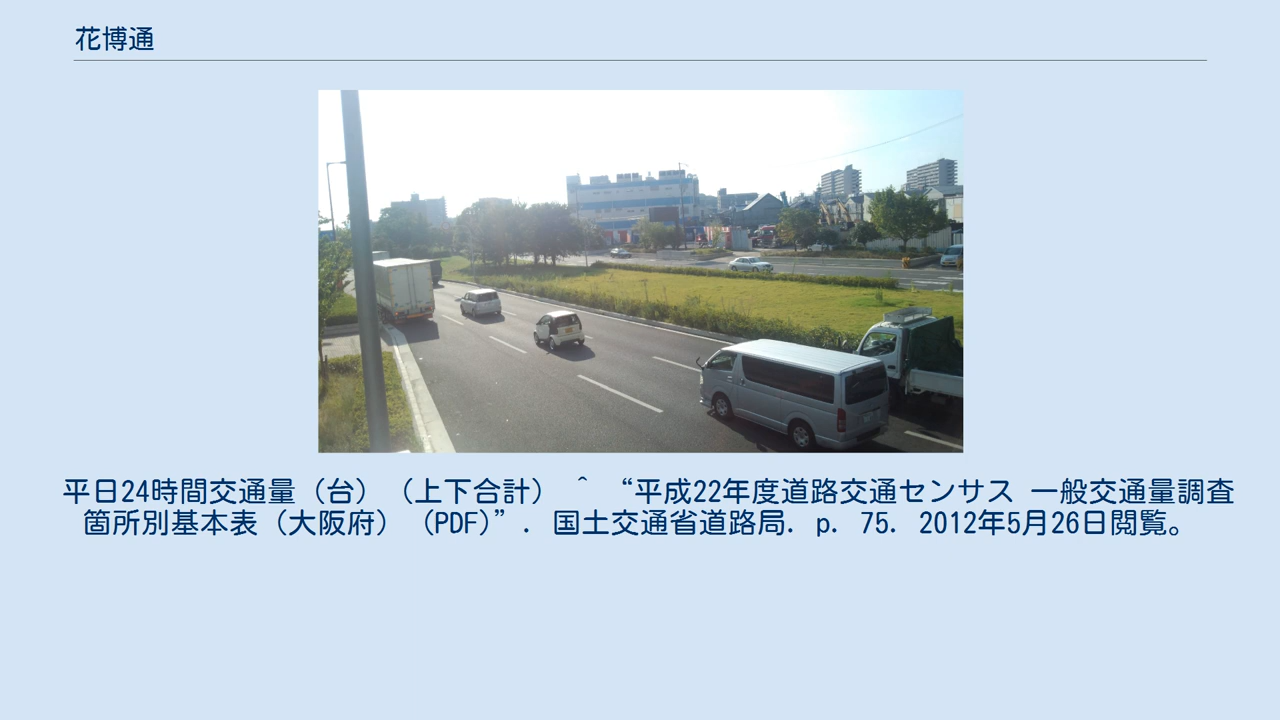 花博通
平日24時間交通量（台）（上下合計） ^ “平成22年度道路交通センサス 一般交通量調査
箇所別基本表（大阪府）（PDF）”. 国土交通省道路局. p. 75. 2012年5月26日閲覧。